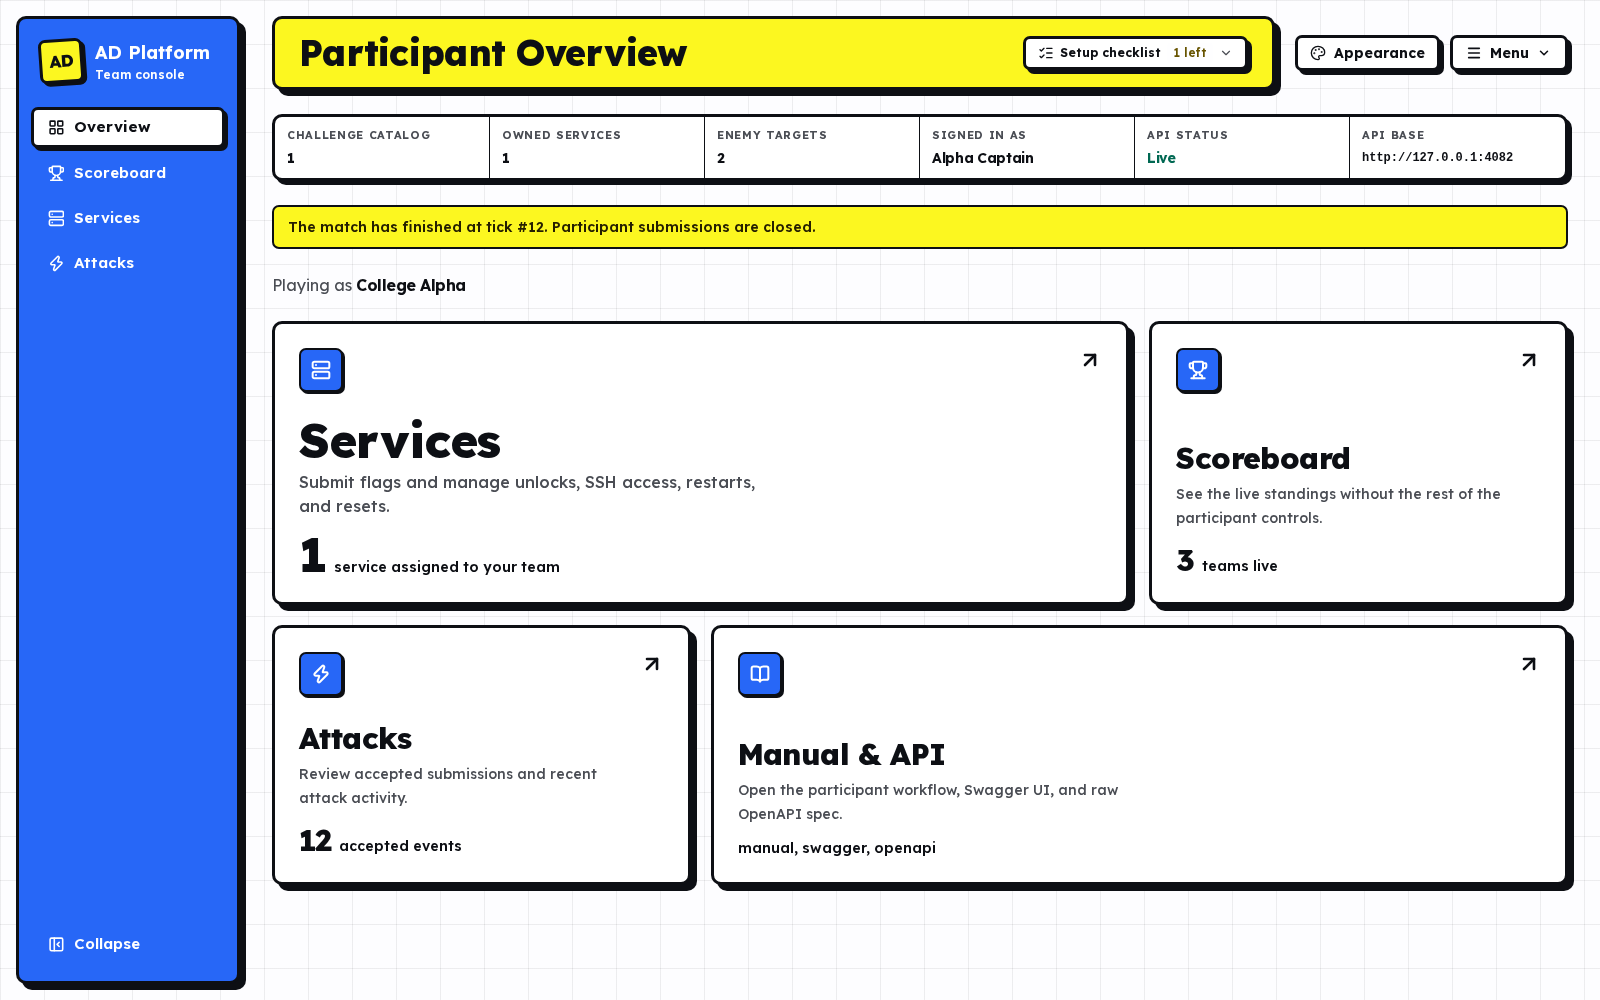 AD
AD Platform
Team console
Overview
Scoreboard
Services
Attacks
Collapse
Participant Overview
Setup checklist 1 left
Appearance
Menu
CHALLENGE CATALOG
1
OWNED SERVICES
1
ENEMY TARGETS
2
SIGNED IN AS
Alpha Captain
API STATUS
Live
API BASE
http://127.0.0.1:4082
The match has finished at tick #12. Participant submissions are closed.
Playing as College Alpha
Services
Submit flags and manage unlocks, SSH access, restarts,
and resets.
1 service assigned to your team
Scoreboard
See the live standings without the rest of the
participant controls.
3 teams live
Attacks
Review accepted submissions and recent
attack activity.
12 accepted events
Manual & API
Open the participant workflow, Swagger UI, and raw
OpenAPI spec.
manual, swagger, openapi